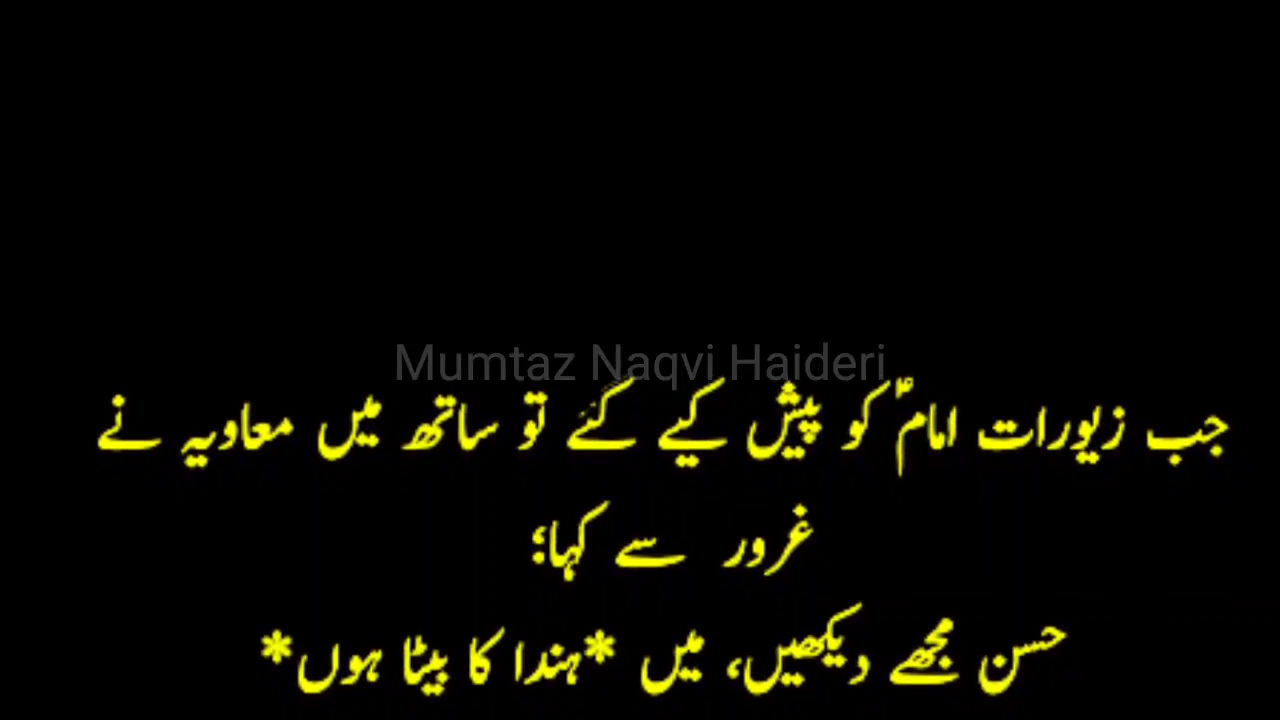 Mumtaz Naqvi Haideri
جب زیورات امامؑ کو پیش کیے گئے تو ساتھ میں معاویہ نے
غرور سے کہا؛
حسن مجھے دیکھیں، میں *ہندا کا بیٹا ہوں*